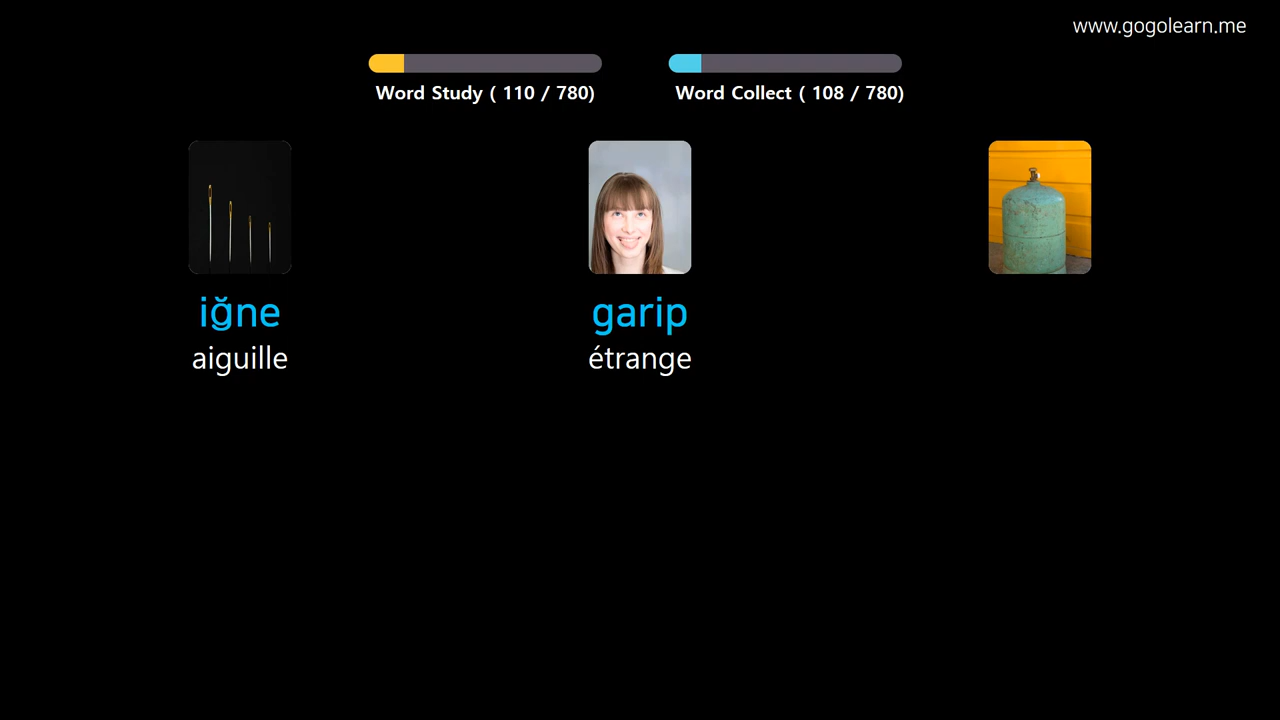 www.gogolearn.me
Word Study ( 110 / 780)
Word Collect ( 108 / 780)
iğne
aiguille
garip
étrange